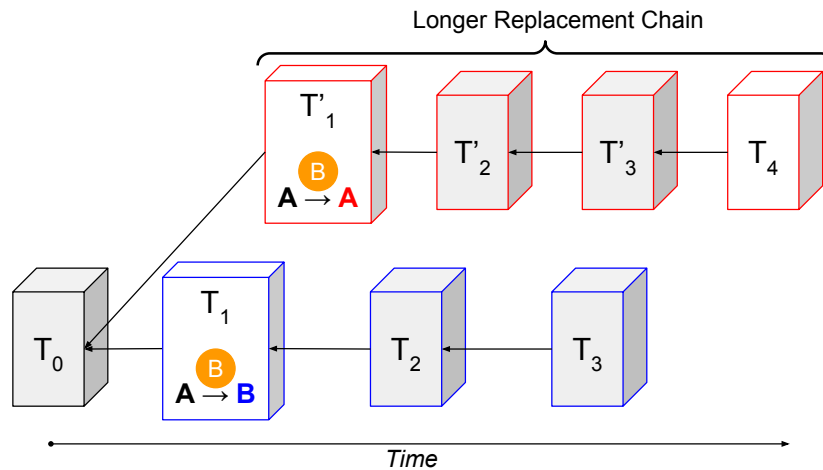 Longer Replacement Chain
T’1
B
A → A
T’2
T’3
T4
T0
T1
B
A → B
T2
T3
Time